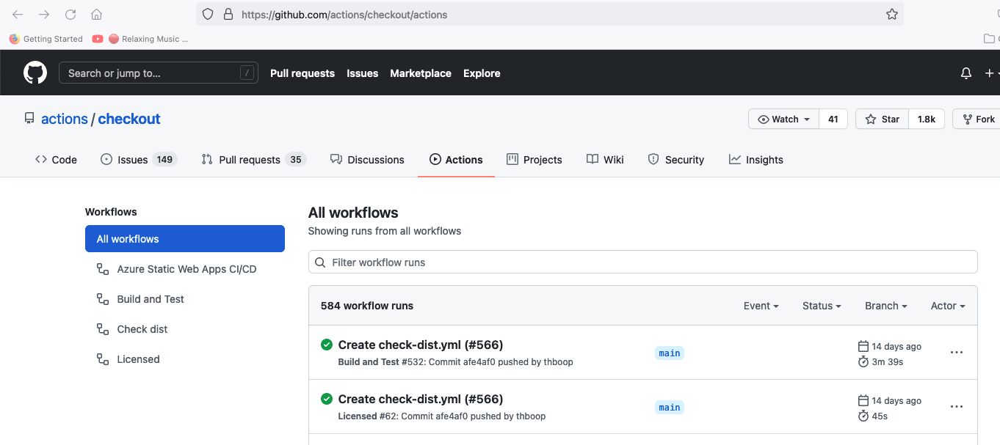 https://github.com/actions/checkout/actions
Getting Started
Relaxing Music ...
Search or jump to...
/
Pull requests
Issues
Marketplace
Explore
actions / checkout
Watch
41
Star
1.8k
Fork
Code
Issues
149
Pull requests
35
Discussions
Actions
Projects
Wiki
Security
Insights
Workflows
All workflows
Azure Static Web Apps CI/CD
Build and Test
Check dist
Licensed
All workflows
Showing runs from all workflows
Filter workflow runs
584 workflow runs
Event
Status
Branch
Actor
Create check-dist.yml (#566)
Build and Test #532: Commit afe4af0 pushed by thboop
main
14 days ago
3m 39s
Create check-dist.yml (#566)
Licensed #62: Commit afe4af0 pushed by thboop
main
14 days ago
45s